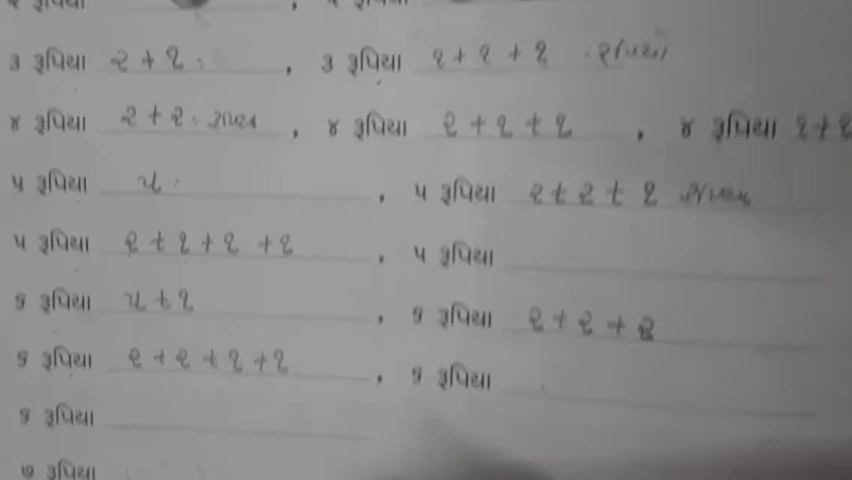 ૩ રૂપિયા ૨ + ૧ , ૩ રૂપિયા ૧ + ૧ + ૧
૪ રૂપિયા ૨ + ૨ , ૪ રૂપિયા ૨ + ૧ + ૧ , ૪ રૂપિયા ૧ + ૧
૫ રૂપિયા ૫ , ૫ રૂપિયા ૨ + ૨ + ૧
૫ રૂપિયા ૨ + ૧ + ૧ + ૧ , ૫ રૂપિયા
૬ રૂપિયા ૫ + ૧ , ૬ રૂપિયા ૨ + ૨ +
૬ રૂપિયા ૨ + ૨ + ૧ + ૧ , ૬ રૂપિયા
૬ રૂપિયા
૭ રૂપિયા